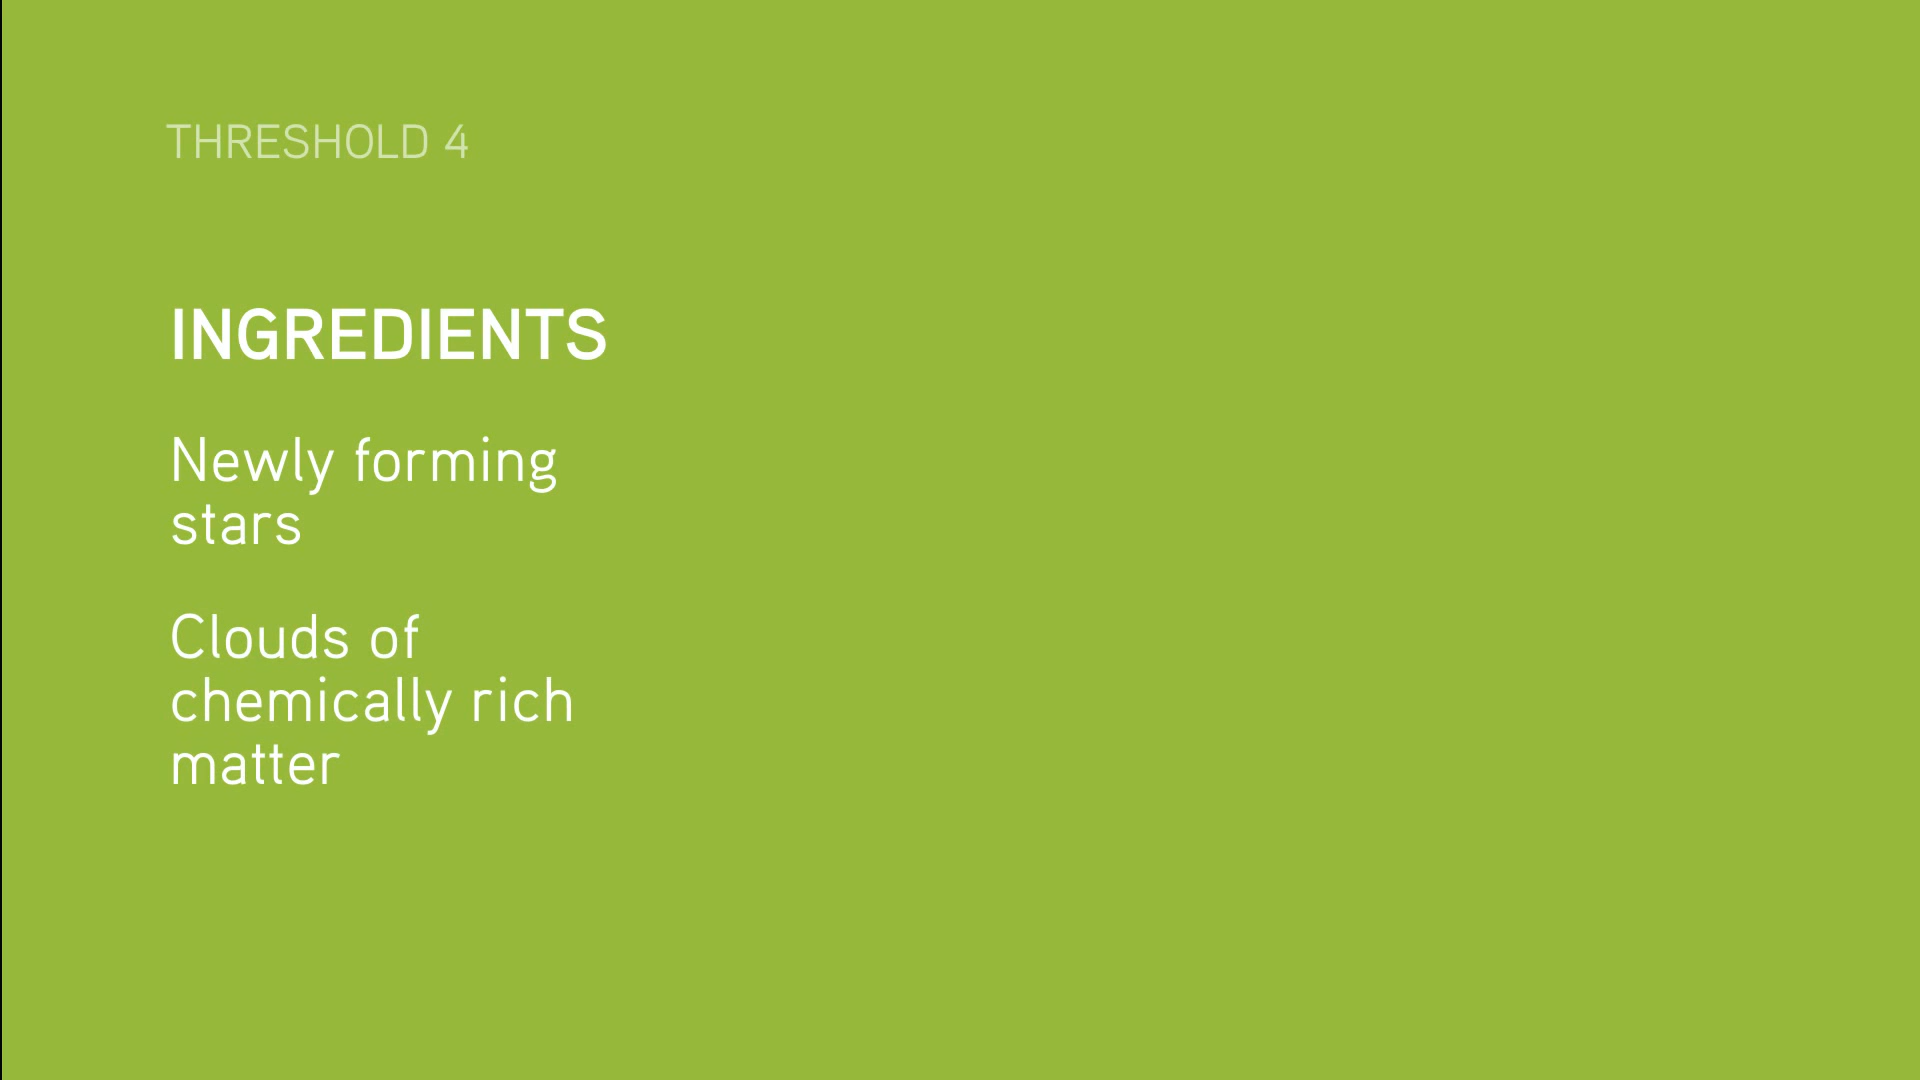 THRESHOLD 4
INGREDIENTS
Newly forming
stars
Clouds of
chemically rich
matter